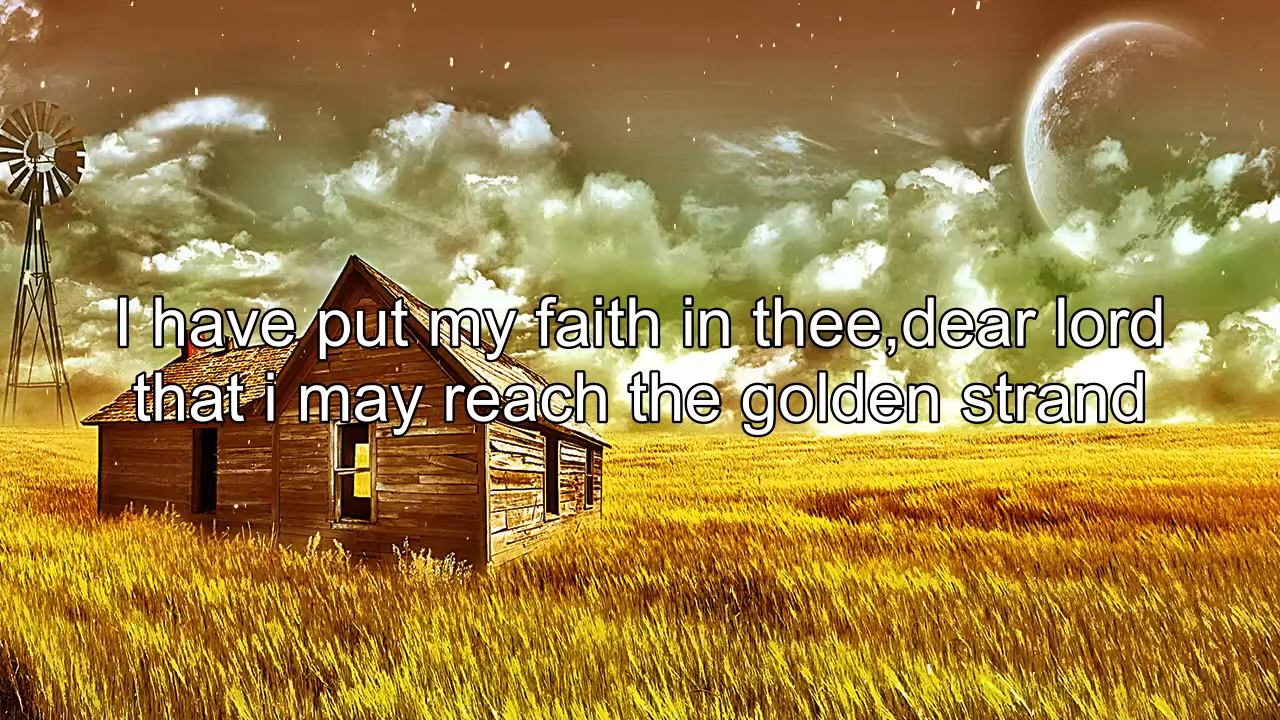 I have put my faith in thee,dear lord
that i may reach the golden strand